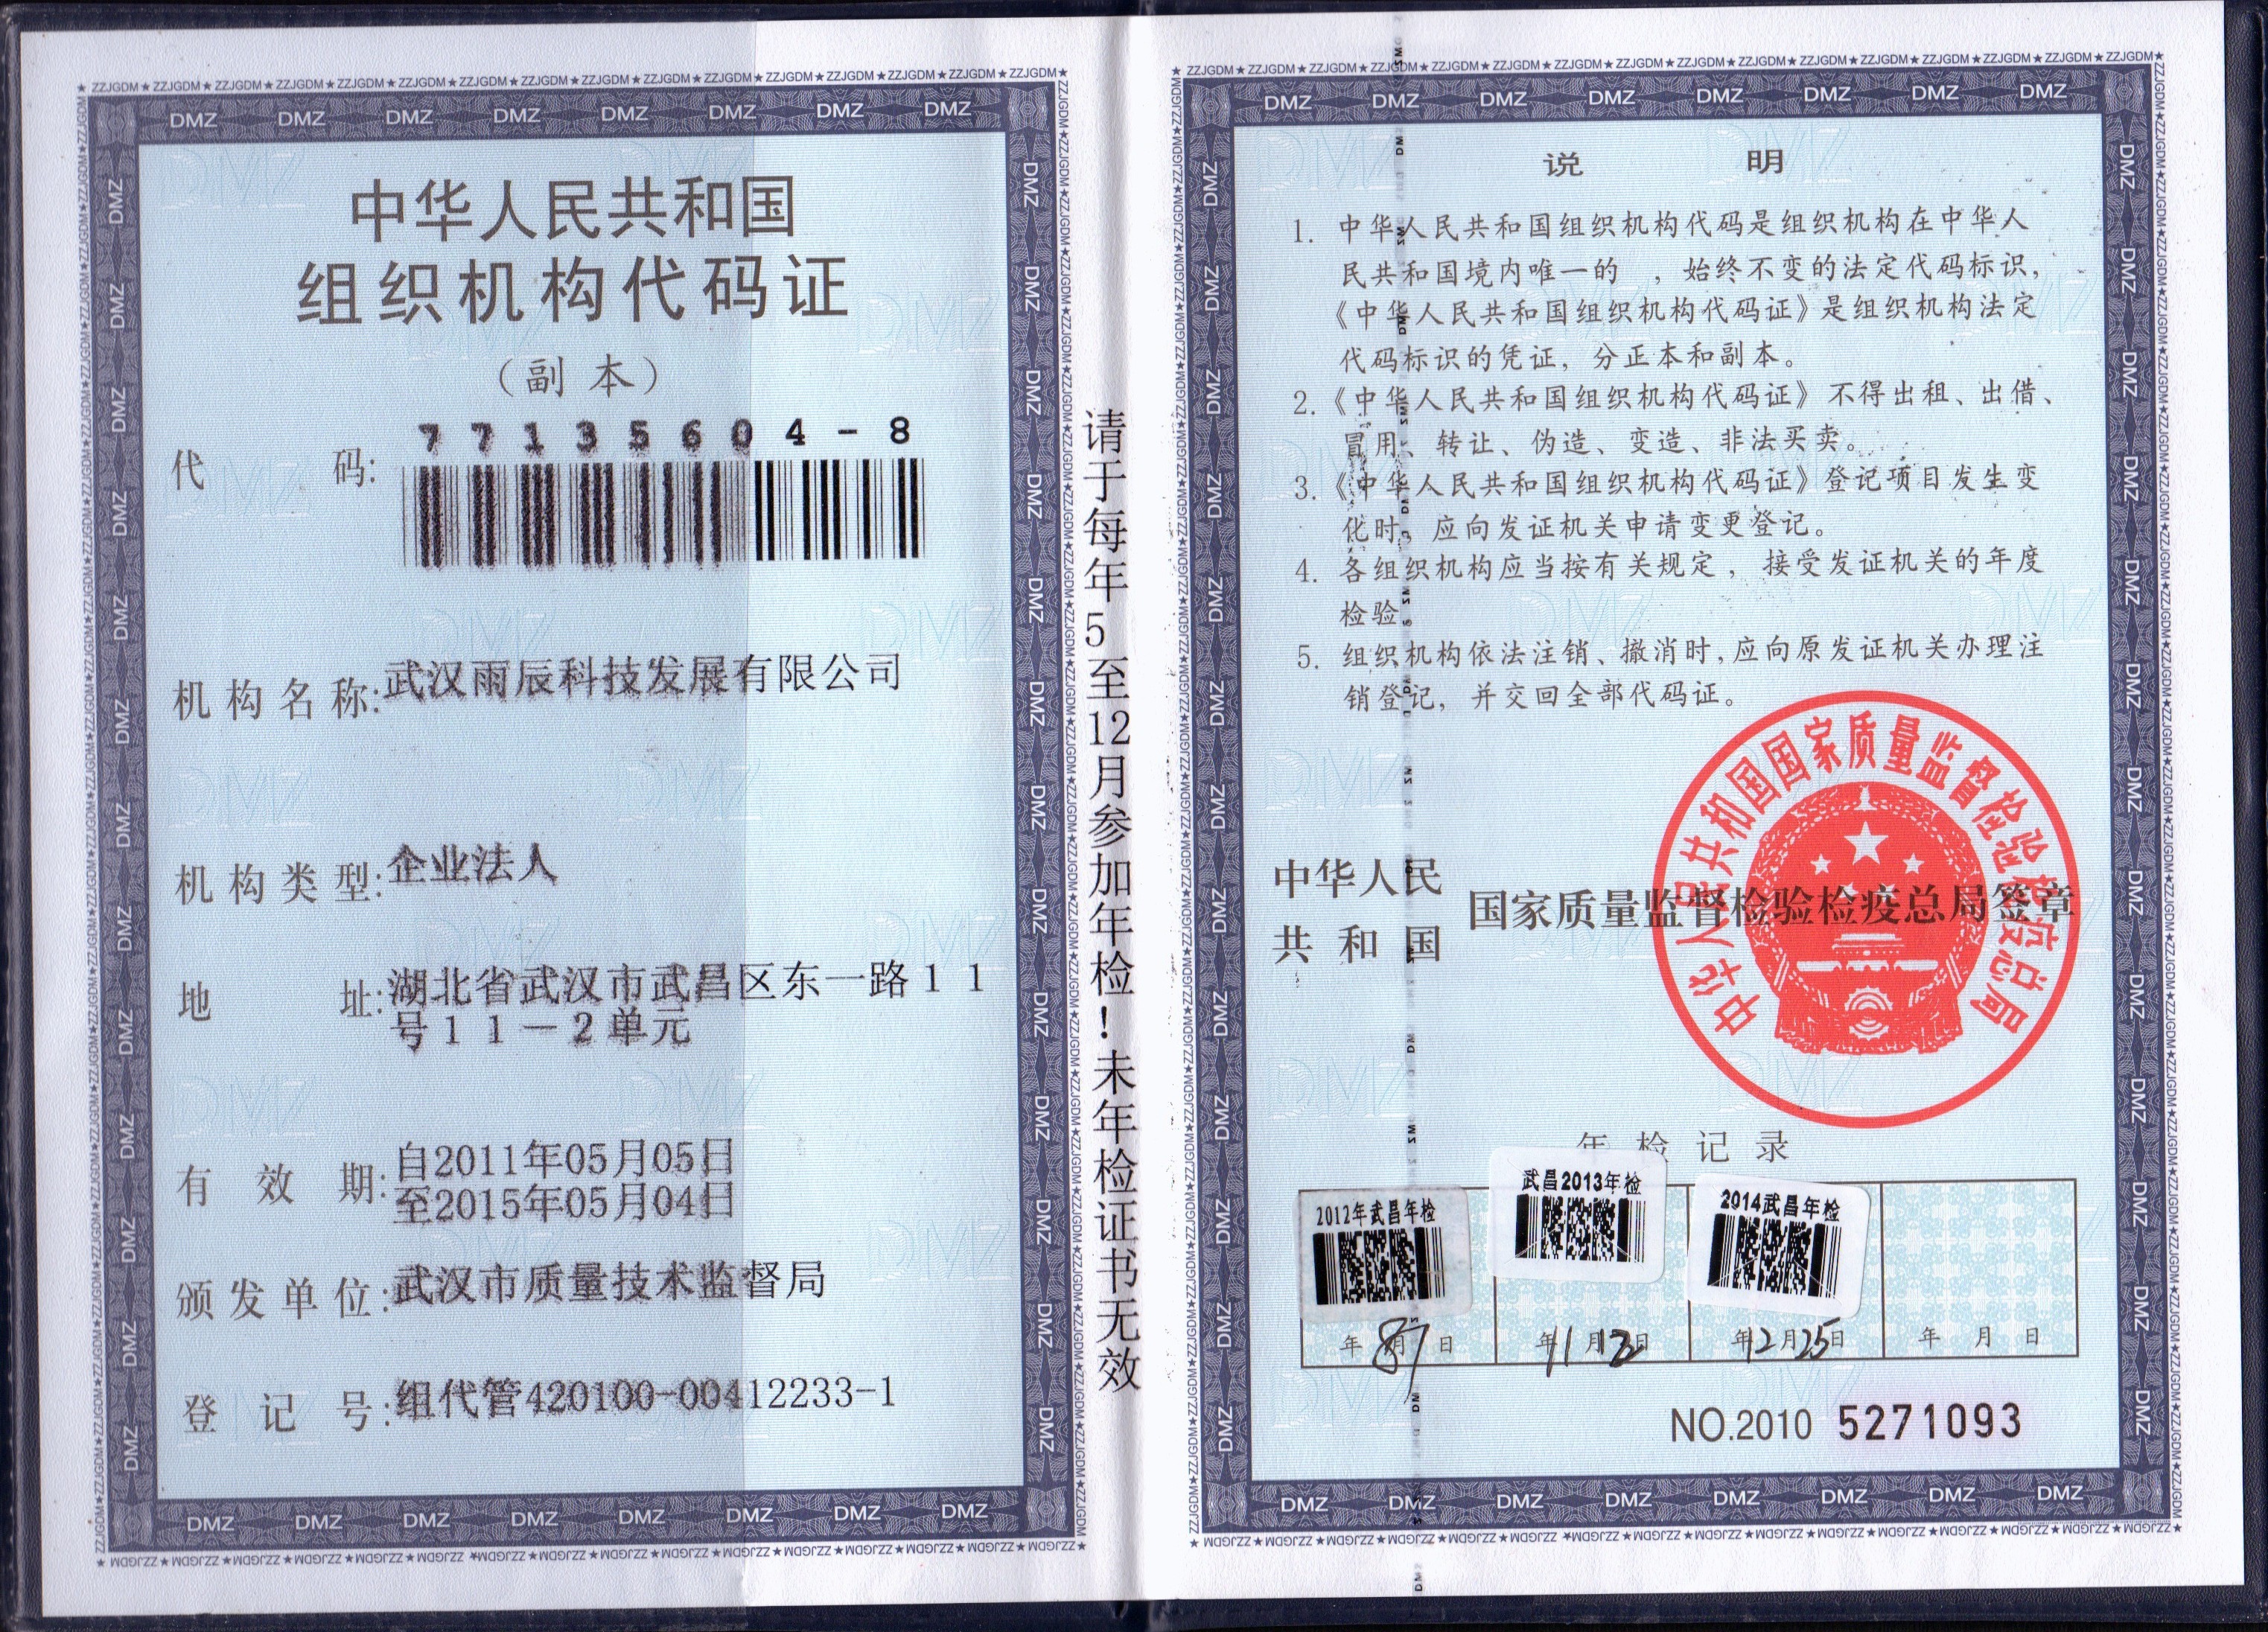 中华人民共和国
组织机构代码证
（副 本）
代 码: 77135604-8
机构名称: 武汉雨辰科技发展有限公司
机构类型: 企业法人
地 址: 湖北省武汉市武昌区东一路11
号11－2单元
有 效 期: 自2011年05月05日
至2015年05月04日
颁发单位: 武汉市质量技术监督局
登 记 号: 组代管420100-00412233-1
请于每年5至12月参加年检!未年检证书无效
说 明
1. 中华人民共和国组织机构代码是组织机构在中华人
民共和国境内唯一的 ，始终不变的法定代码标识，
《中华人民共和国组织机构代码证》是组织机构法定
代码标识的凭证，分正本和副本。
2.《中华人民共和国组织机构代码证》不得出租、出借、
冒用、转让、伪造、变造、非法买卖。
3.《中华人民共和国组织机构代码证》登记项目发生变
化时，应向发证机关申请变更登记。
4. 各组织机构应当按有关规定，接受发证机关的年度
检验。
5. 组织机构依法注销、撤消时,应向原发证机关办理注
销登记，并交回全部代码证。
中华人民
共和国 国家质量监督检验检疫总局签章
中华人民共和国国家质量监督检验检疫总局
年检记录
2012年武昌年检
武昌2013年检
2014武昌年检
年 月 日
年11月 日
年2月25日
年 月 日
NO.2010 5271093